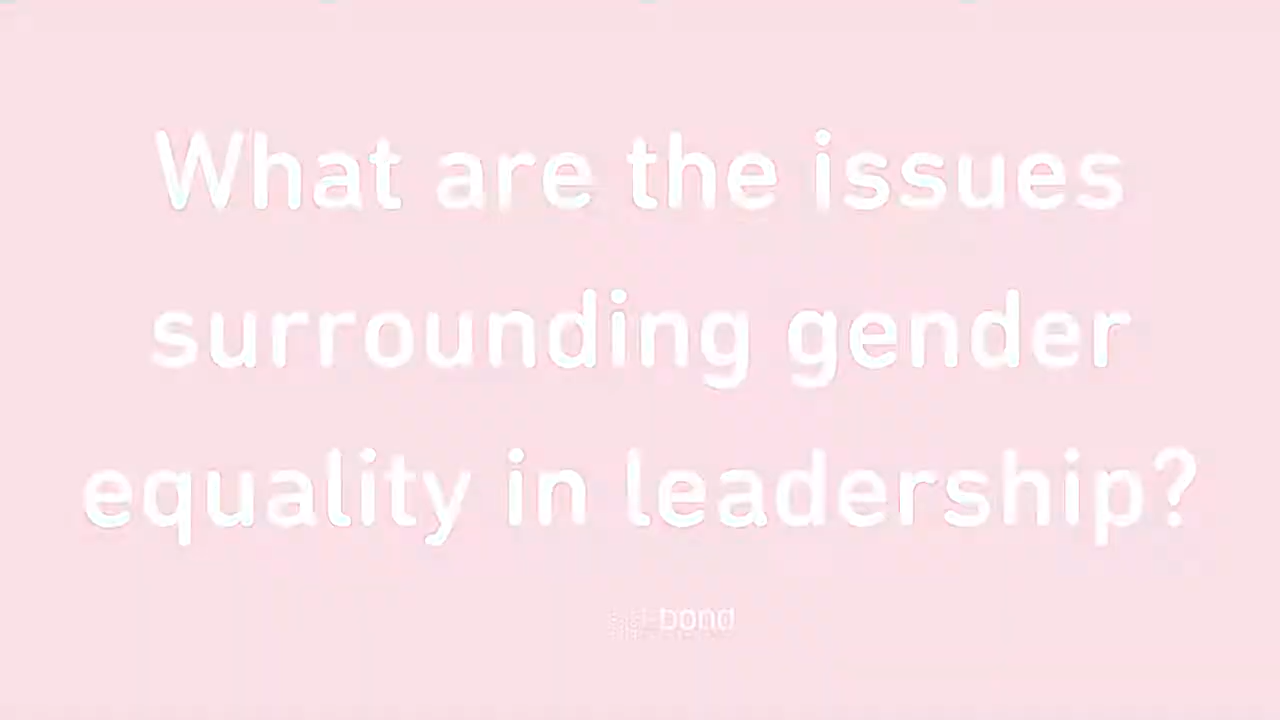 What are the issues
surrounding gender
equality in leadership?
bond